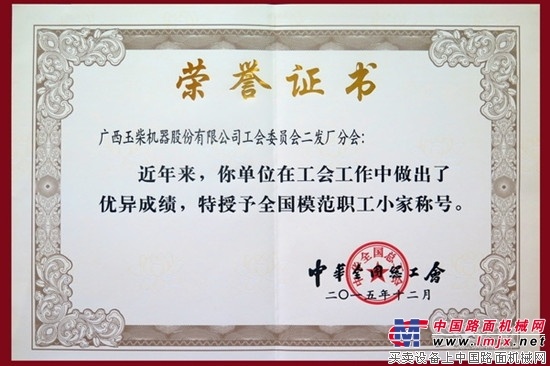 荣誉证书
广西玉柴机器股份有限公司工会委员会二发厂分会：
近年来，你单位在工会工作中做出了
优异成绩，特授予全国模范职工小家称号。
中华全国总工会
二〇一五年十二月
中国路面机械网
www.lmjx.net
买卖设备上中国路面机械网